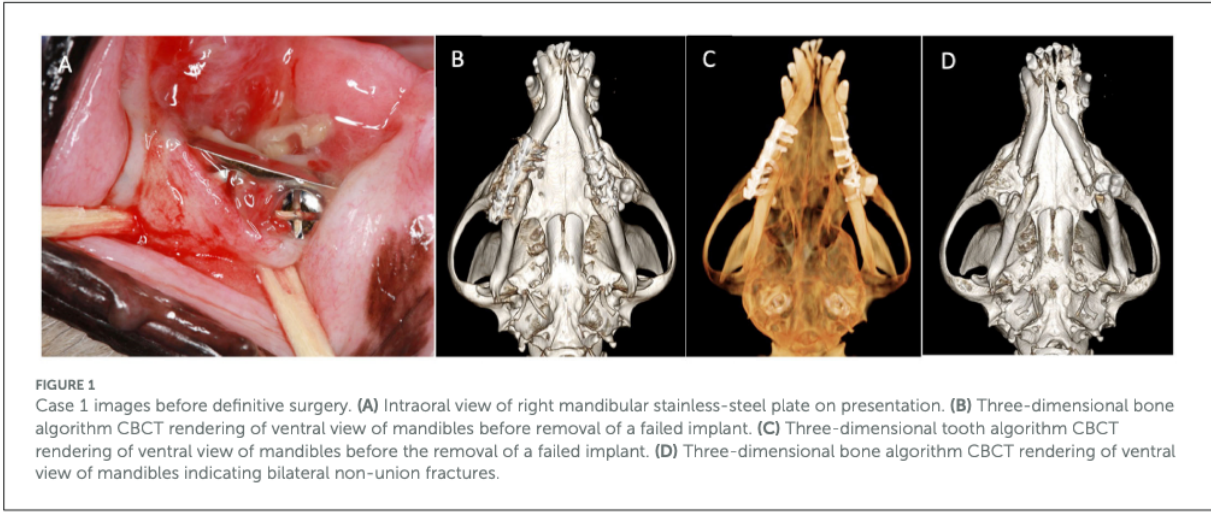 A
B
C
D
FIGURE 1
Case 1 images before definitive surgery. (A) Intraoral view of right mandibular stainless-steel plate on presentation. (B) Three-dimensional bone
algorithm CBCT rendering of ventral view of mandibles before removal of a failed implant. (C) Three-dimensional tooth algorithm CBCT
rendering of ventral view of mandibles before the removal of a failed implant. (D) Three-dimensional bone algorithm CBCT rendering of ventral
view of mandibles indicating bilateral non-union fractures.